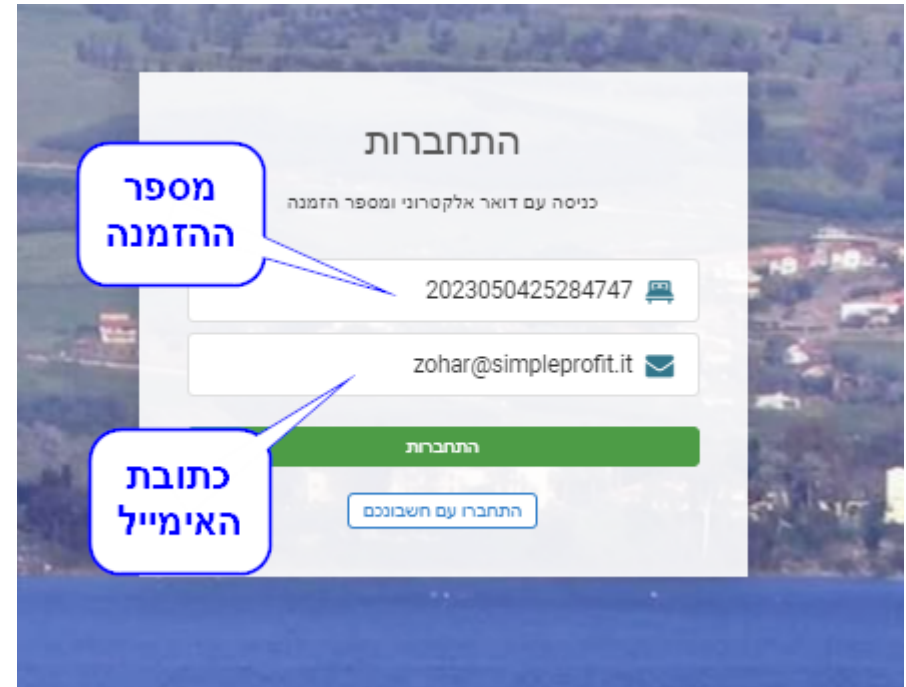 התחברות
כניסה עם דואר אלקטרוני ומספר הזמנה
מספר
ההזמנה
2023050425284747
zohar@simpleprofit.it
התחברות
כתובת
האימייל
התחברו עם חשבונכם